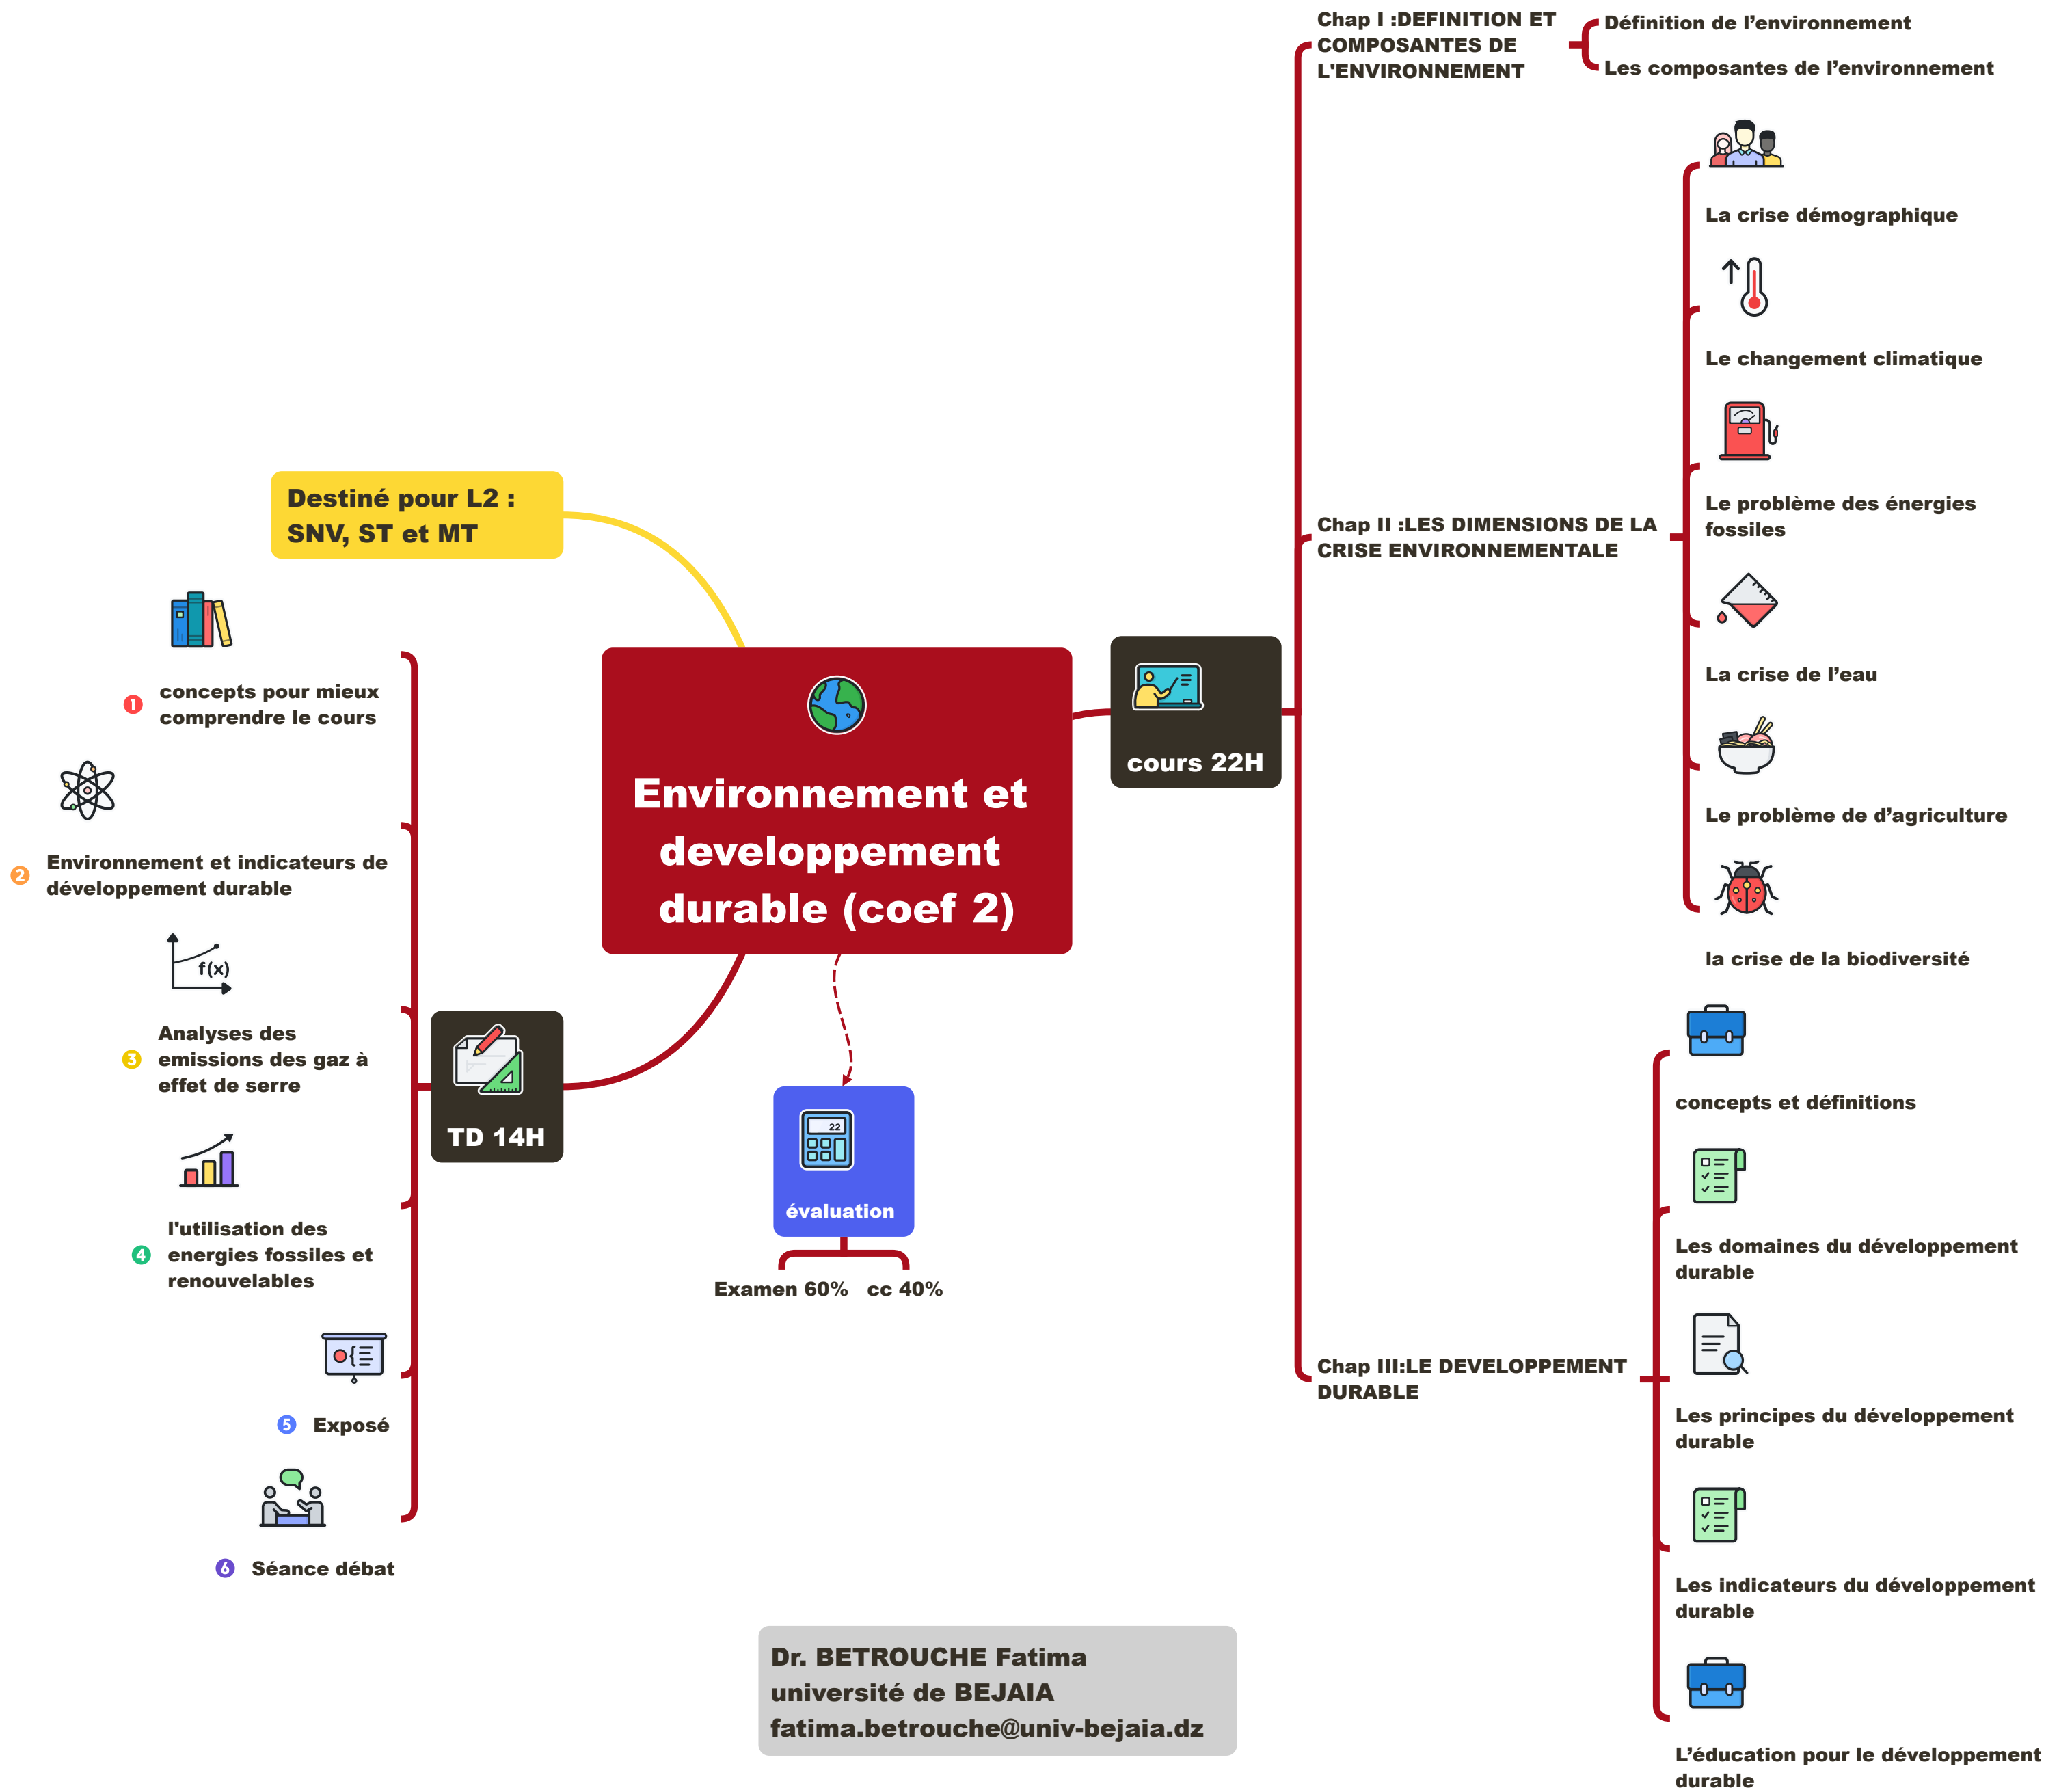 Environnement et
developpement
durable (coef 2)
Destiné pour L2 :
SNV, ST et MT
cours 22H
Chap I :DEFINITION ET
COMPOSANTES DE
L'ENVIRONNEMENT
Définition de l’environnement
Les composantes de l’environnement
Chap II :LES DIMENSIONS DE LA
CRISE ENVIRONNEMENTALE
La crise démographique
Le changement climatique
Le problème des énergies
fossiles
La crise de l’eau
Le problème de d’agriculture
la crise de la biodiversité
Chap III:LE DEVELOPPEMENT
DURABLE
concepts et définitions
Les domaines du développement
durable
Les principes du développement
durable
Les indicateurs du développement
durable
L’éducation pour le développement
durable
TD 14H
1 concepts pour mieux
comprendre le cours
2 Environnement et indicateurs de
développement durable
f(x)
3 Analyses des
emissions des gaz à
effet de serre
4 l'utilisation des
energies fossiles et
renouvelables
5 Exposé
6 Séance débat
22
évaluation
Examen 60%
cc 40%
Dr. BETROUCHE Fatima
université de BEJAIA
fatima.betrouche@univ-bejaia.dz